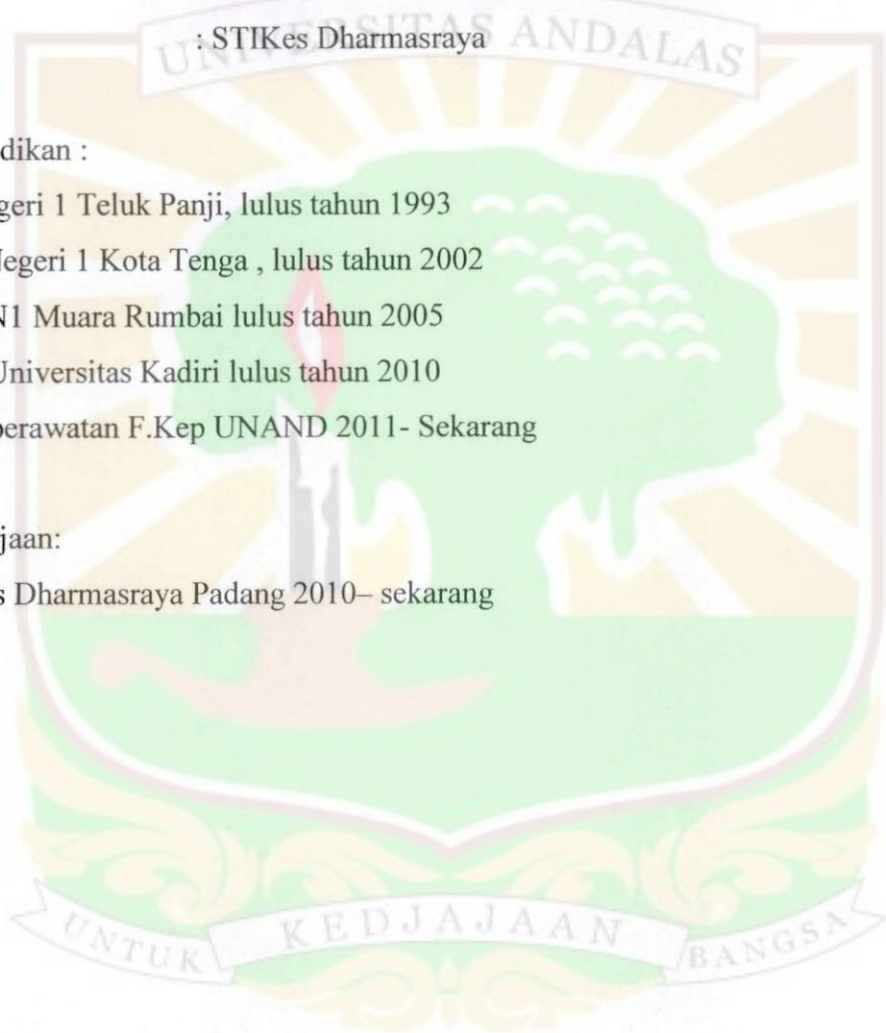 UNIVERSITAS ANDALAS
: STIKes Dharmasraya
dikan :
geri 1 Teluk Panji, lulus tahun 1993
Negeri 1 Kota Tenga , lulus tahun 2002
N1 Muara Rumbai lulus tahun 2005
Universitas Kadiri lulus tahun 2010
perawatan F.Kep UNAND 2011- Sekarang
jaan:
s Dharmasraya Padang 2010– sekarang
UNTUK KEDJAJAAN BANGSA